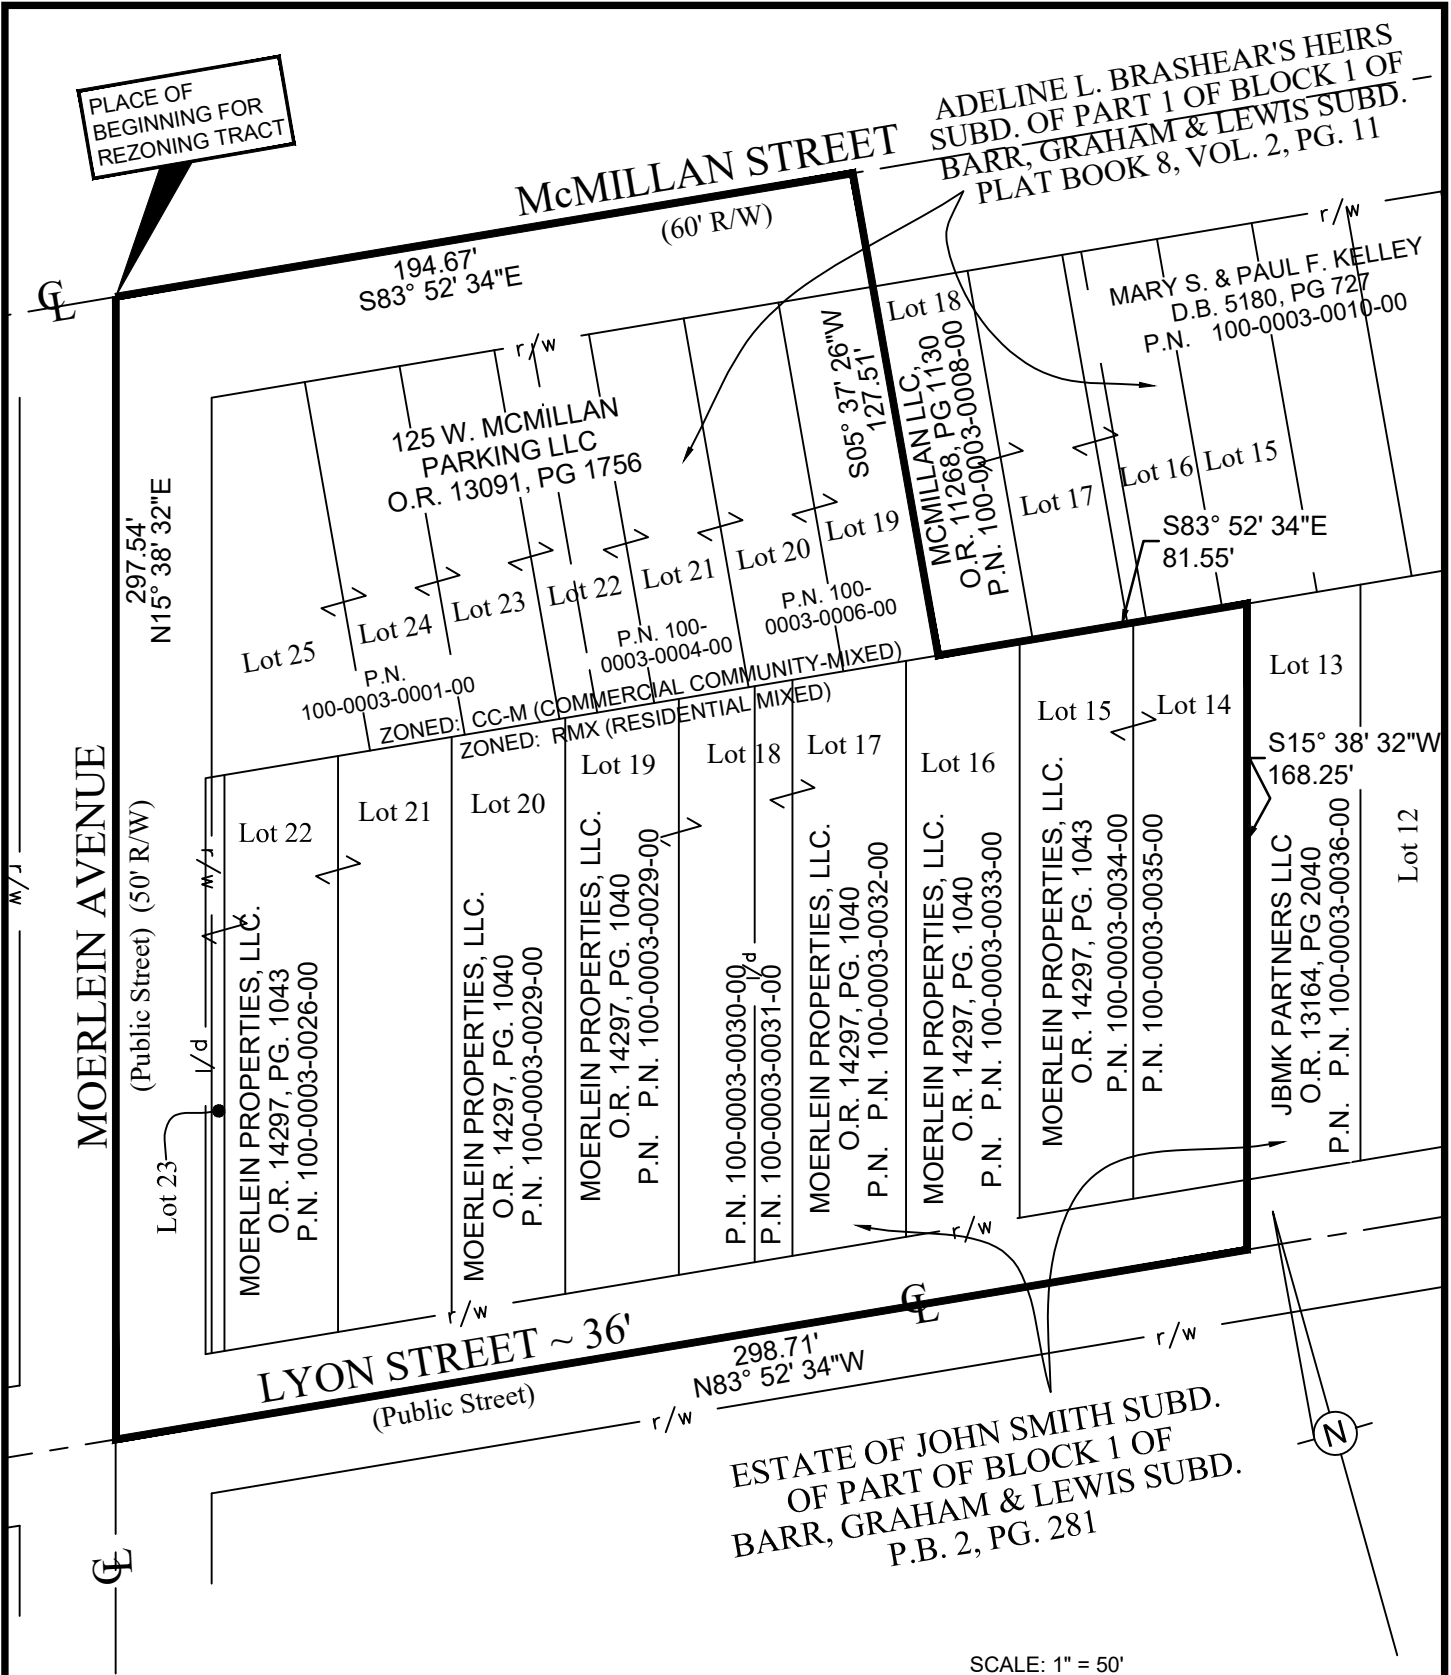 PLACE OF
BEGINNING FOR
REZONING TRACT
ADELINE L. BRASHEAR'S HEIRS
SUBD. OF PART 1 OF BLOCK 1 OF
BARR, GRAHAM & LEWIS SUBD.
PLAT BOOK 8, VOL. 2, PG. 11
McMILLAN STREET
(60' R/W)
194.67'
S83° 52' 34"E
CL
r/w
r/w
MARY S. & PAUL F. KELLEY
D.B. 5180, PG 727
P.N. 100-0003-0010-00
125 W. MCMILLAN
PARKING LLC
O.R. 13091, PG 1756
S05° 37' 26"W
127.51'
Lot 18
MCMILLAN LLC,
O.R. 11268, PG 1130
P.N. 100-0003-0008-00
Lot 17
Lot 16
Lot 15
S83° 52' 34"E
81.55'
297.54'
N15° 38' 32"E
Lot 25
Lot 24
Lot 23
Lot 22
Lot 21
Lot 20
Lot 19
P.N.
100-0003-0001-00
P.N. 100-
0003-0004-00
P.N. 100-
0003-0006-00
ZONED: CC-M (COMMERCIAL COMMUNITY-MIXED)
ZONED: RMX (RESIDENTIAL MIXED)
MOERLEIN AVENUE
(Public Street) (50' R/W)
r/w
r/w
l/d
Lot 23
Lot 22
MOERLEIN PROPERTIES, LLC.
O.R. 14297, PG. 1043
P.N. 100-0003-0026-00
Lot 21
Lot 20
MOERLEIN PROPERTIES, LLC.
O.R. 14297, PG. 1040
P.N. 100-0003-0029-00
Lot 19
MOERLEIN PROPERTIES, LLC.
O.R. 14297, PG. 1040
P.N. P.N. 100-0003-0029-00
Lot 18
P.N. 100-0003-0030-00
l/d
P.N. 100-0003-0031-00
Lot 17
MOERLEIN PROPERTIES, LLC.
O.R. 14297, PG. 1040
P.N. P.N. 100-0003-0032-00
Lot 16
MOERLEIN PROPERTIES, LLC.
O.R. 14297, PG. 1040
P.N. P.N. 100-0003-0033-00
Lot 15
MOERLEIN PROPERTIES, LLC.
O.R. 14297, PG. 1043
P.N. 100-0003-0034-00
Lot 14
P.N. 100-0003-0035-00
Lot 13
S15° 38' 32"W
168.25'
JBMK PARTNERS LLC
O.R. 13164, PG 2040
P.N. P.N. 100-0003-0036-00
Lot 12
r/w
r/w
CL
LYON STREET ~ 36'
(Public Street)
298.71'
N83° 52' 34"W
r/w
r/w
ESTATE OF JOHN SMITH SUBD.
OF PART OF BLOCK 1 OF
BARR, GRAHAM & LEWIS SUBD.
P.B. 2, PG. 281
N
CL
SCALE: 1" = 50'